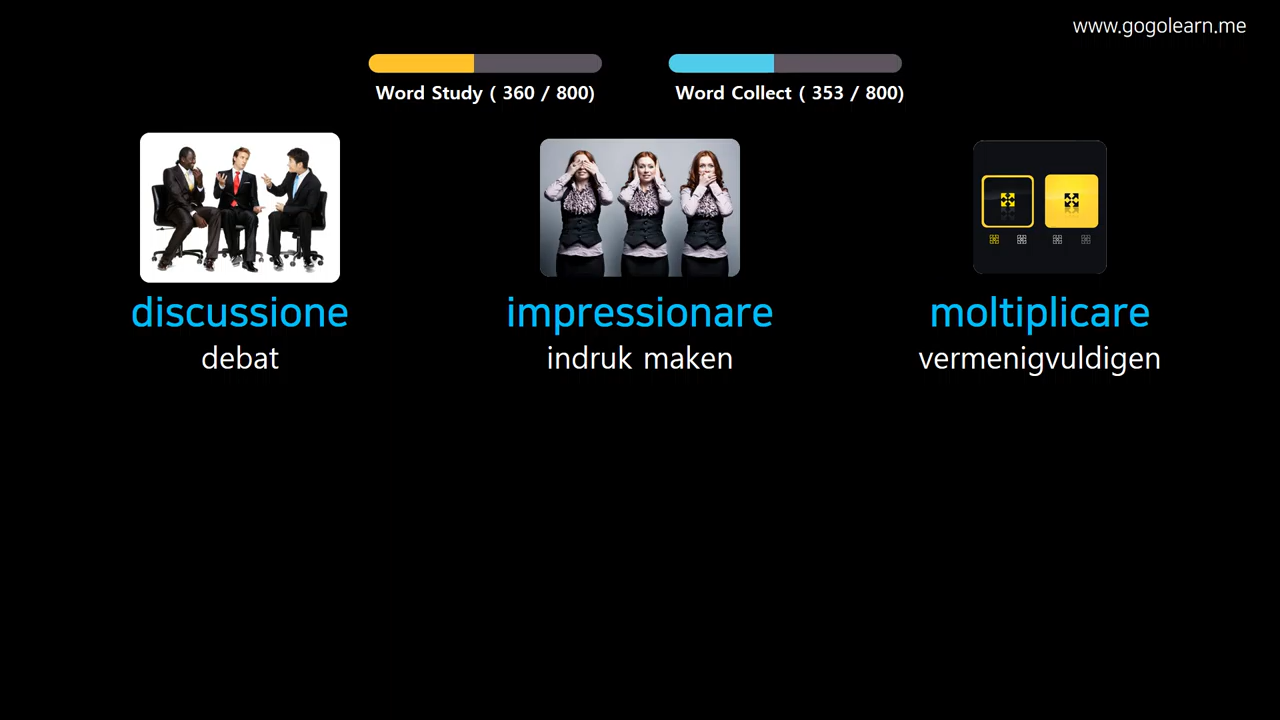 www.gogolearn.me
Word Study ( 360 / 800)
Word Collect ( 353 / 800)
discussione
impressionare
moltiplicare
debat
indruk maken
vermenigvuldigen